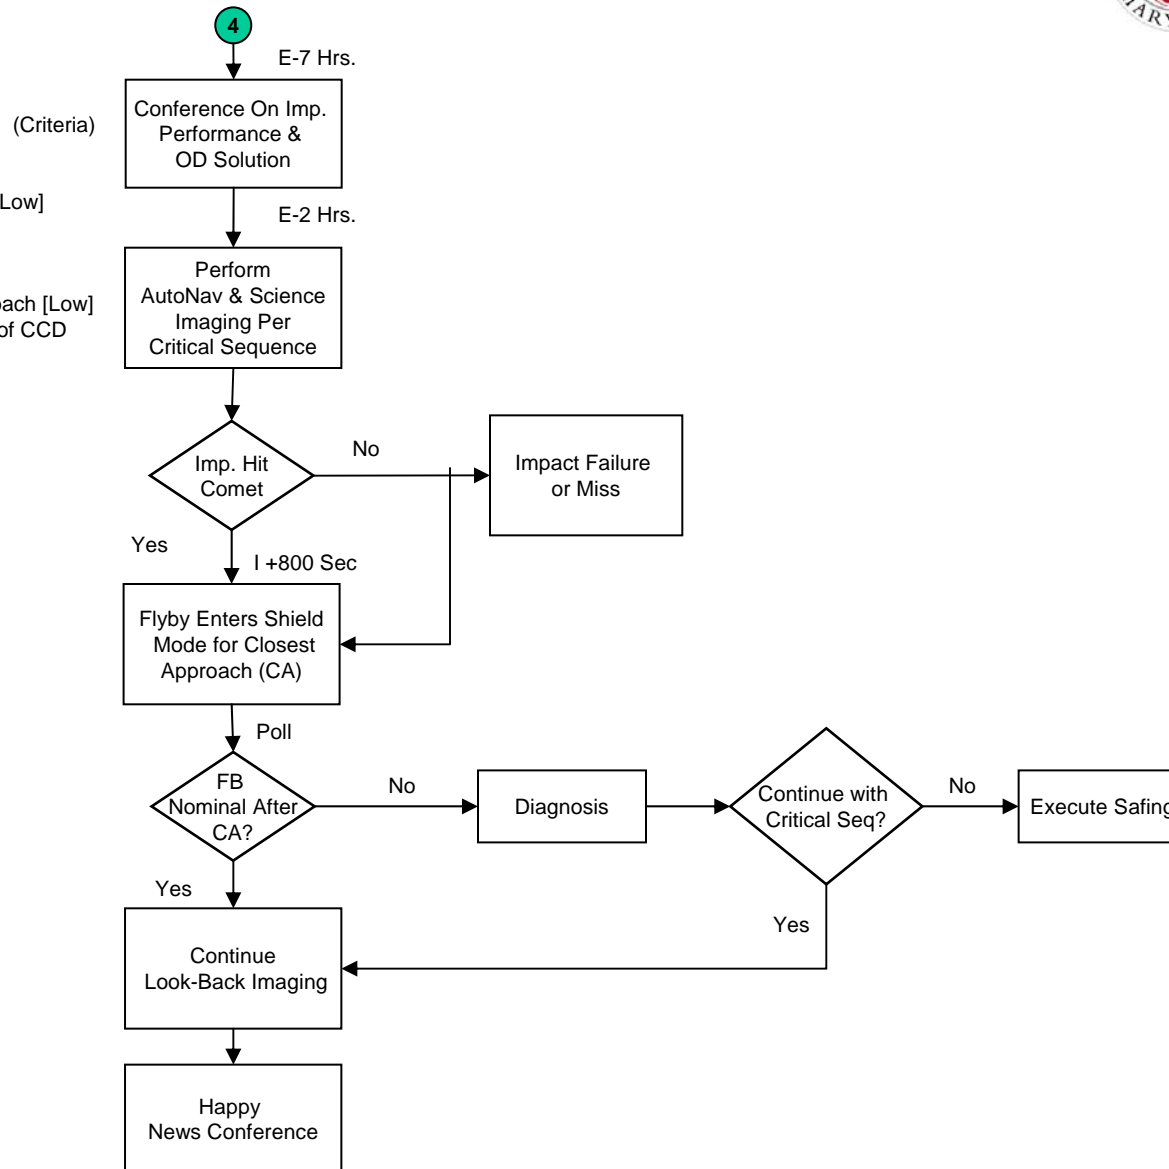 4
E-7 Hrs.
Conference On Imp.
Performance &
OD Solution
(Criteria)
Low]
E-2 Hrs.
Perform
AutoNav & Science
Imaging Per
Critical Sequence
[Low]
of CCD
Imp. Hit
Comet
No
Impact Failure
or Miss
Yes
I +800 Sec
Flyby Enters Shield
Mode for Closest
Approach (CA)
Poll
FB
Nominal After
CA?
No
Diagnosis
Continue with
Critical Seq?
No
Execute Safing
Yes
Yes
Continue
Look-Back Imaging
Happy
News Conference